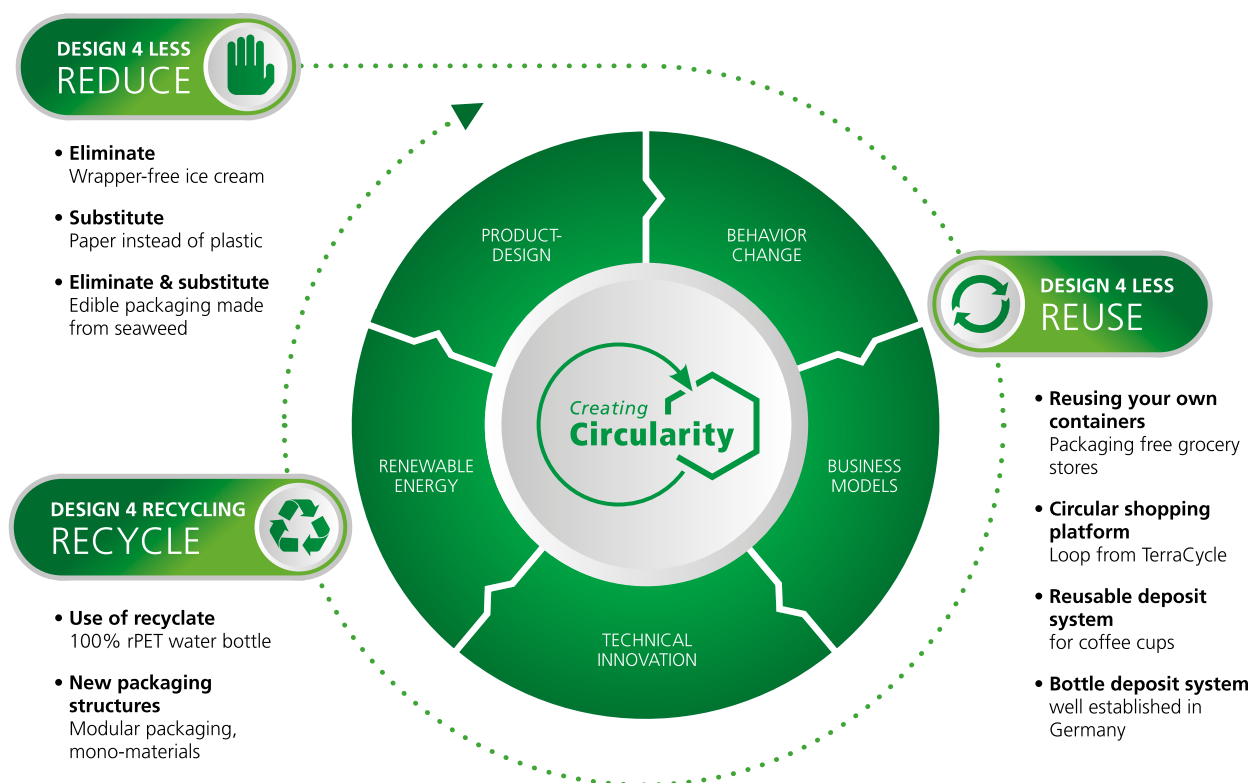 DESIGN 4 LESS
REDUCE
• Eliminate
Wrapper-free ice cream
• Substitute
Paper instead of plastic
• Eliminate & substitute
Edible packaging made
from seaweed
PRODUCT-
DESIGN
BEHAVIOR
CHANGE
RENEWABLE
ENERGY
BUSINESS
MODELS
TECHNICAL
INNOVATION
Creating
Circularity
DESIGN 4 LESS
REUSE
• Reusing your own
containers
Packaging free grocery
stores
• Circular shopping
platform
Loop from TerraCycle
• Reusable deposit
system
for coffee cups
• Bottle deposit system
well established in
Germany
DESIGN 4 RECYCLING
RECYCLE
• Use of recyclate
100% rPET water bottle
• New packaging
structures
Modular packaging,
mono-materials